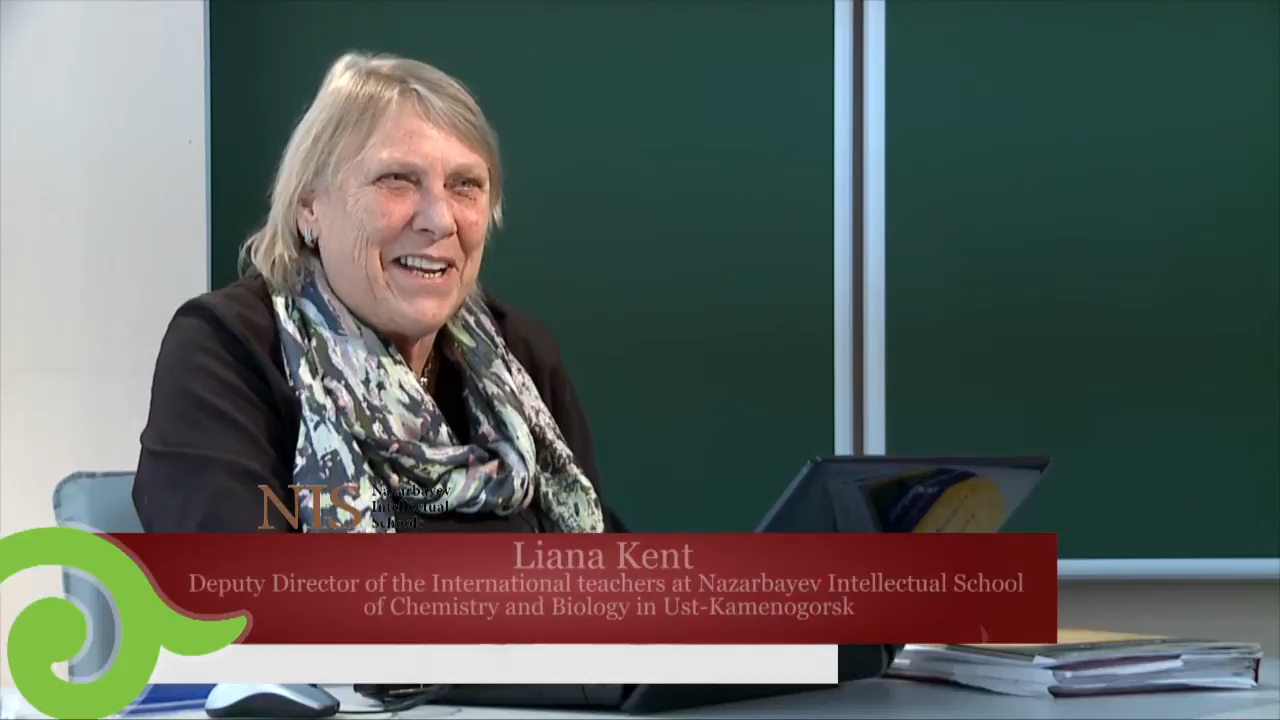 NIS
Nazarbayev
Intellectual
Schools
Liana Kent
Deputy Director of the International teachers at Nazarbayev Intellectual School
of Chemistry and Biology in Ust-Kamenogorsk